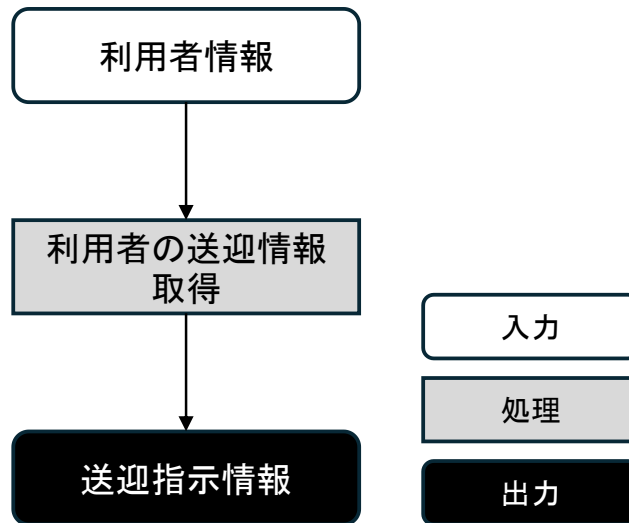 利用者情報
利用者の送迎情報
取得
送迎指示情報
入力
処理
出力